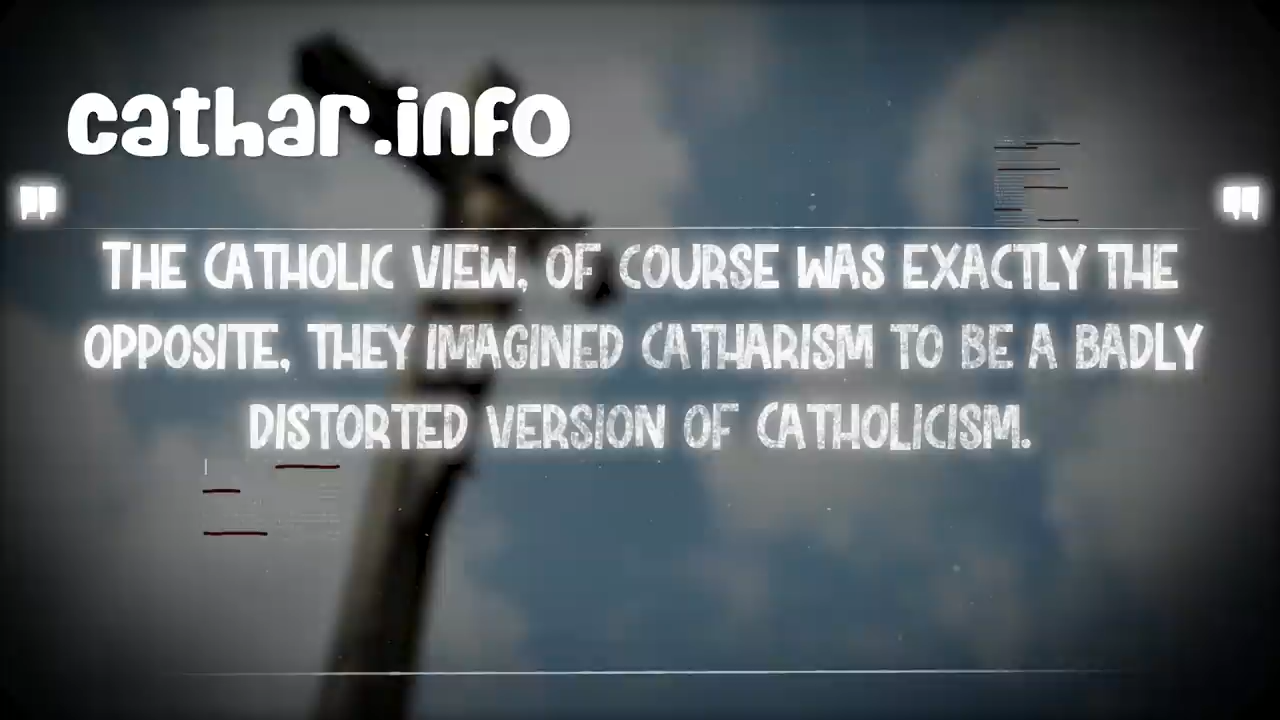 cathar.info
"
"
THE CATHOLIC VIEW, OF COURSE WAS EXACTLY THE
OPPOSITE, THEY IMAGINED CATHARISM TO BE A BADLY
DISTORTED VERSION OF CATHOLICISM.